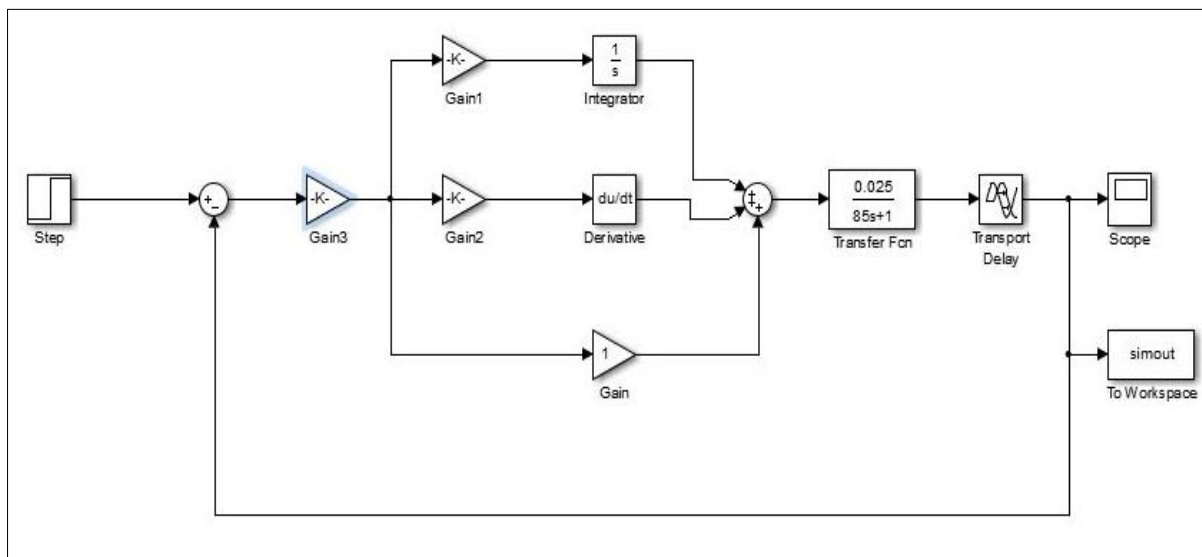 -K-
Gain1
1
s
Integrator
Step
-K-
Gain3
-K-
Gain2
du/dt
Derivative
0.025
85s+1
Transfer Fcn
Transport
Delay
Scope
1
Gain
simout
To Workspace